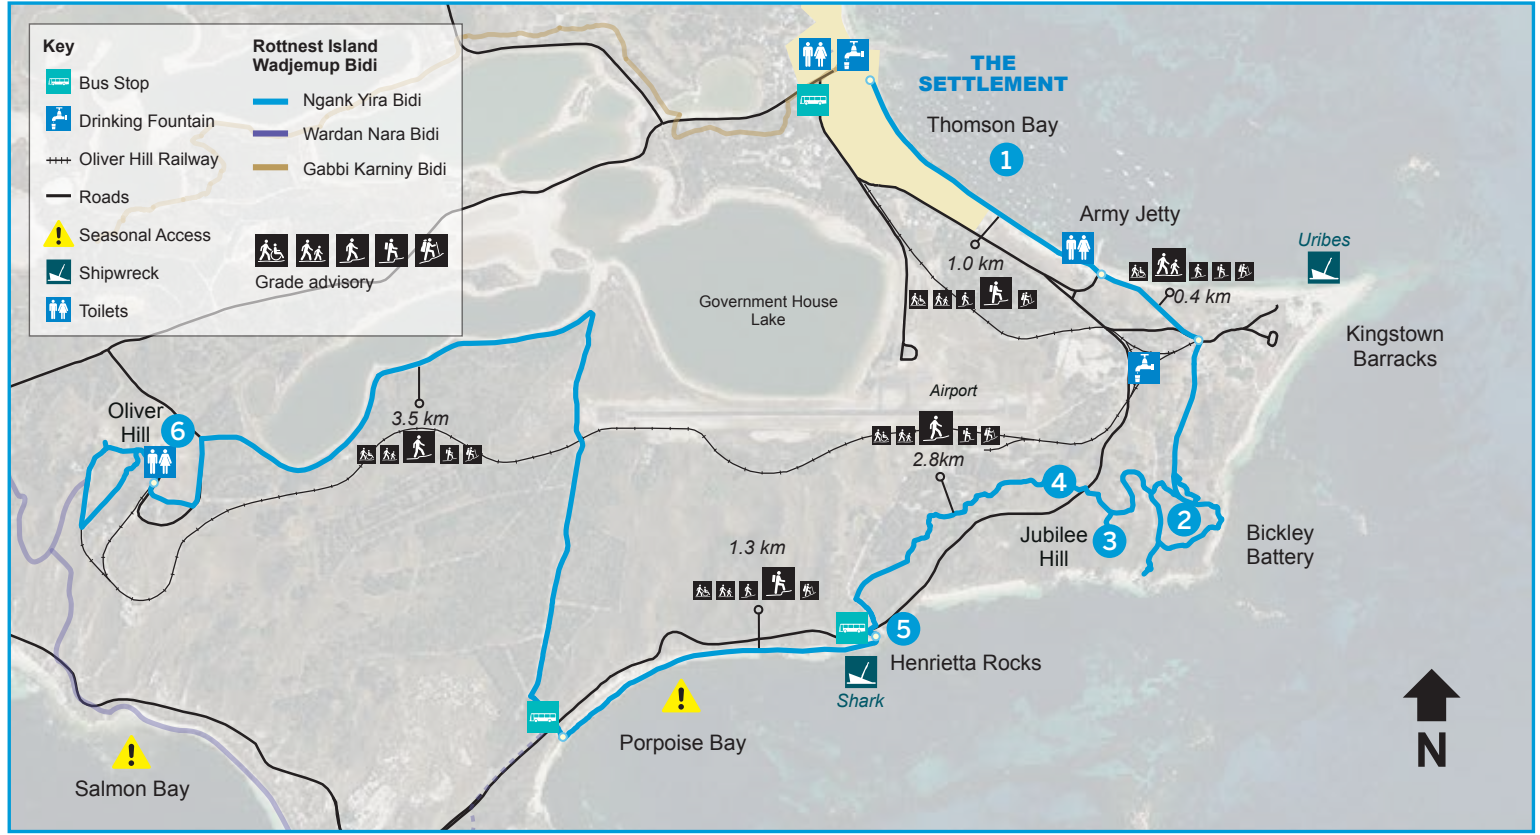 Key
Bus Stop
Drinking Fountain
Oliver Hill Railway
Roads
Seasonal Access
Shipwreck
Toilets
Rottnest Island
Wadjemup Bidi
Ngank Yira Bidi
Wardan Nara Bidi
Gabbi Karniny Bidi
Grade advisory
THE
SETTLEMENT
Thomson Bay
1
Army Jetty
Uribes
1.0 km
0.4 km
Government House
Lake
Kingstown
Barracks
Airport
Oliver
Hill
6
3.5 km
2.8km
4
2
Jubilee
Hill
3
Bickley
Battery
1.3 km
5
Henrietta Rocks
Shark
Porpoise Bay
Salmon Bay
N